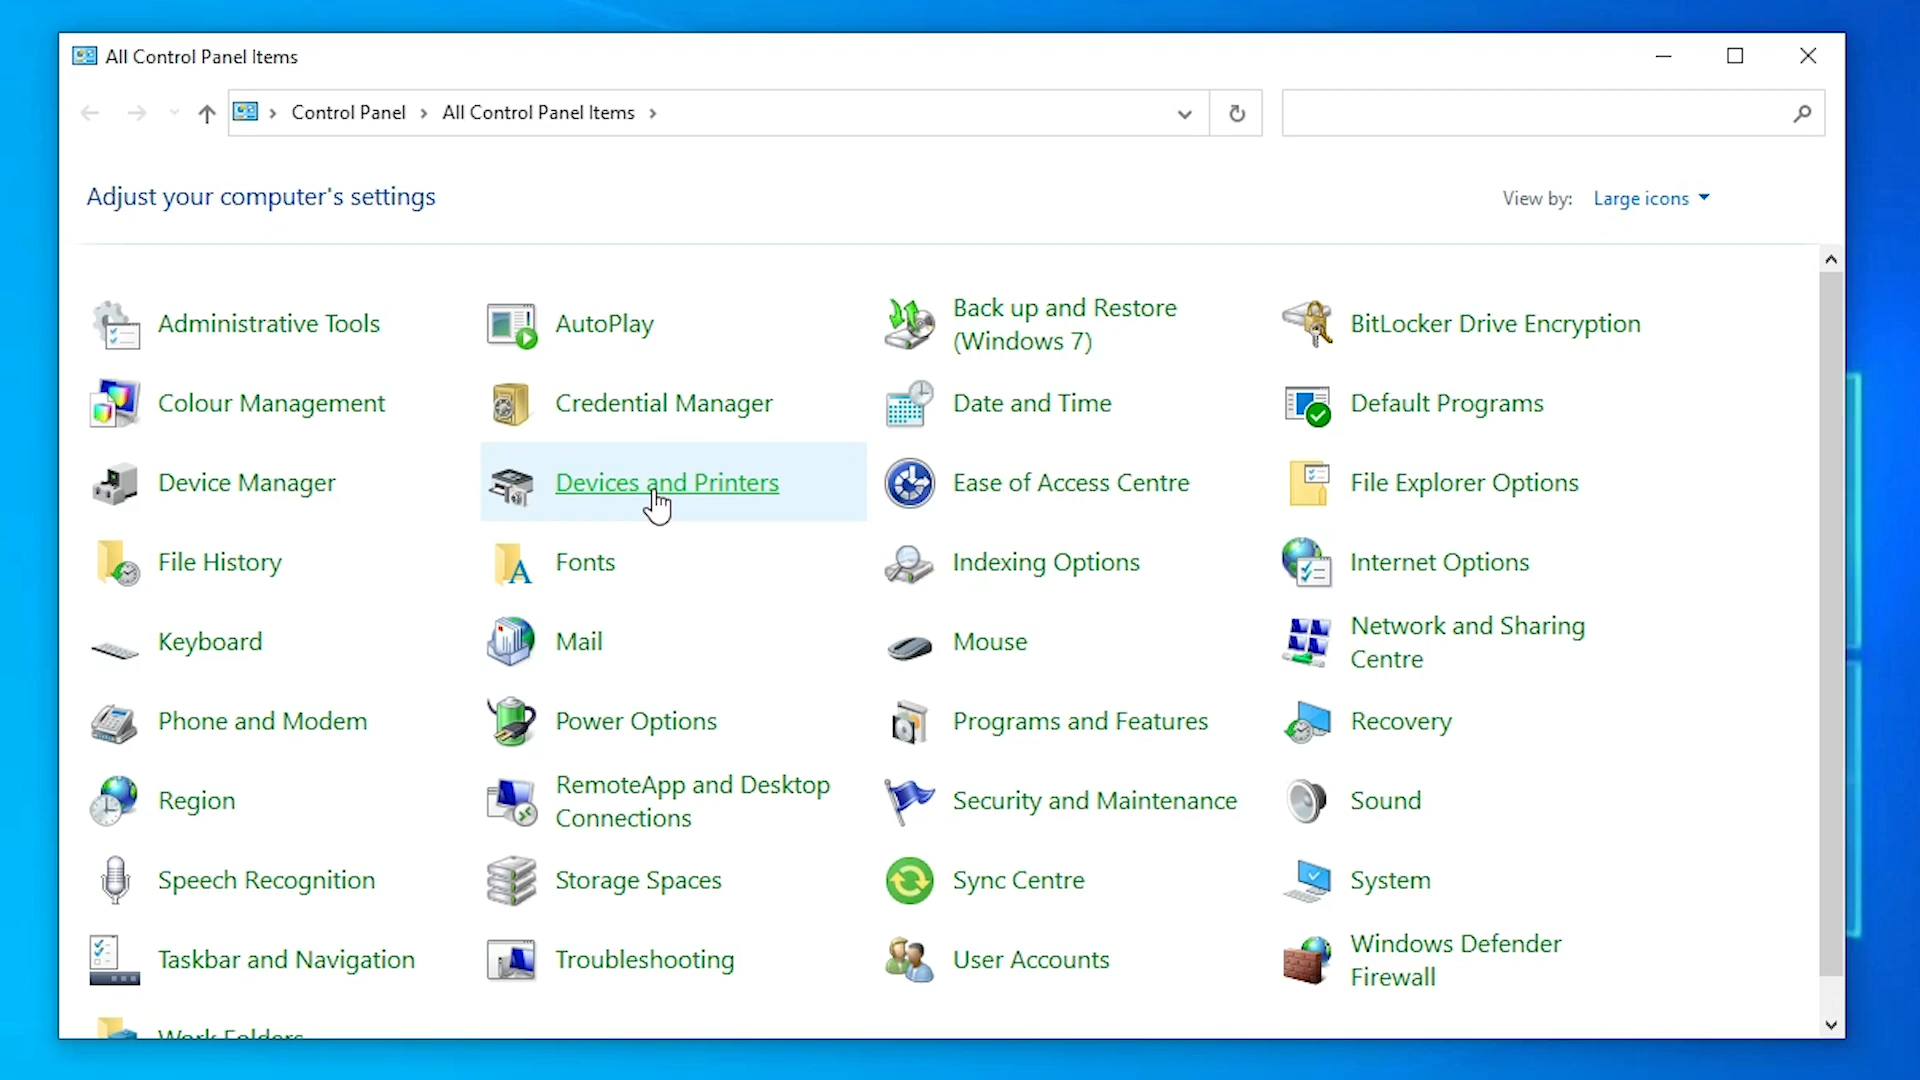 All Control Panel Items
Control Panel All Control Panel Items
Adjust your computer's settings
View by: Large icons
Administrative Tools
AutoPlay
Back up and Restore
(Windows 7)
BitLocker Drive Encryption
Colour Management
Credential Manager
Date and Time
Default Programs
Device Manager
Devices and Printers
Ease of Access Centre
File Explorer Options
File History
Fonts
Indexing Options
Internet Options
Keyboard
Mail
Mouse
Network and Sharing
Centre
Phone and Modem
Power Options
Programs and Features
Recovery
Region
RemoteApp and Desktop
Connections
Security and Maintenance
Sound
Speech Recognition
Storage Spaces
Sync Centre
System
Taskbar and Navigation
Troubleshooting
User Accounts
Windows Defender
Firewall
Work Folders